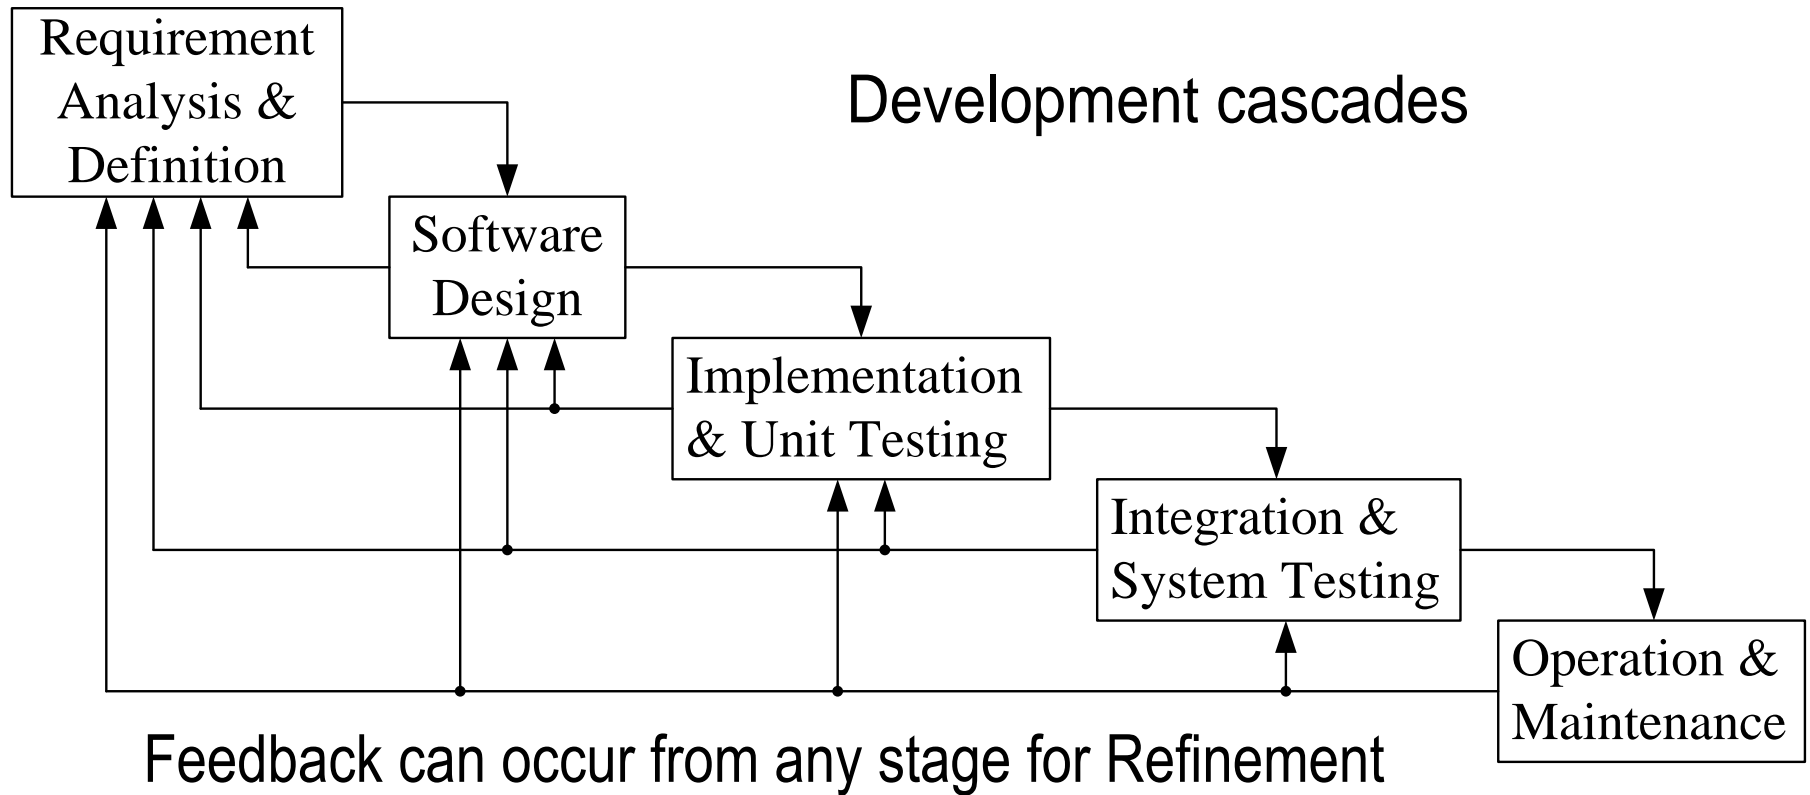 Requirement
Analysis &
Definition
Development cascades
Software
Design
Implementation
& Unit Testing
Integration &
System Testing
Operation &
Maintenance
Feedback can occur from any stage for Refinement